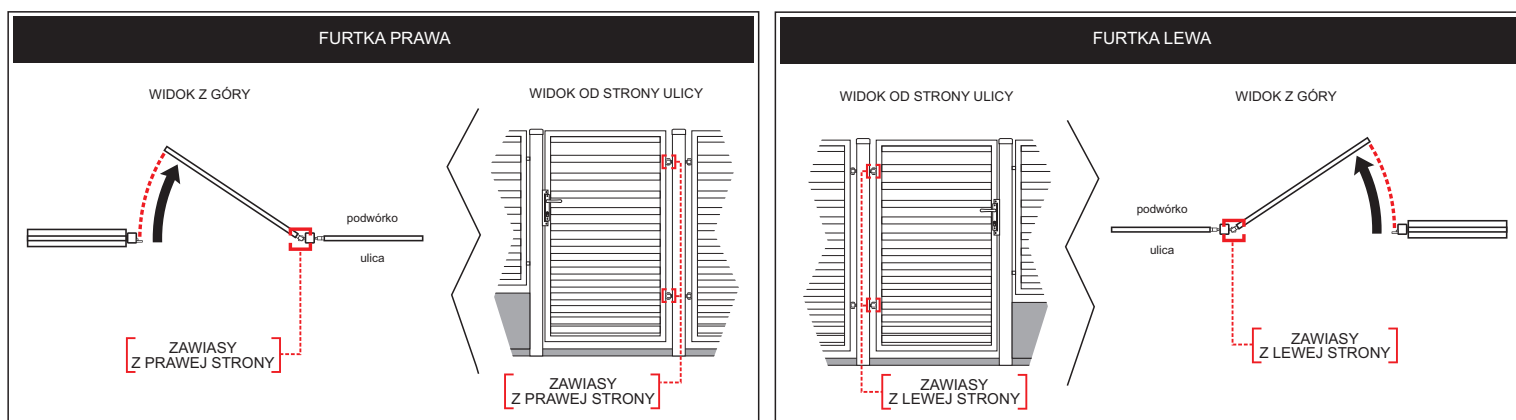 FURTKA PRAWA
WIDOK Z GÓRY
WIDOK OD STRONY ULICY
podwórko
ulica
ZAWIASY
Z PRAWEJ STRONY
ZAWIASY
Z PRAWEJ STRONY
FURTKA LEWA
WIDOK OD STRONY ULICY
WIDOK Z GÓRY
podwórko
ulica
ZAWIASY
Z LEWEJ STRONY
ZAWIASY
Z LEWEJ STRONY